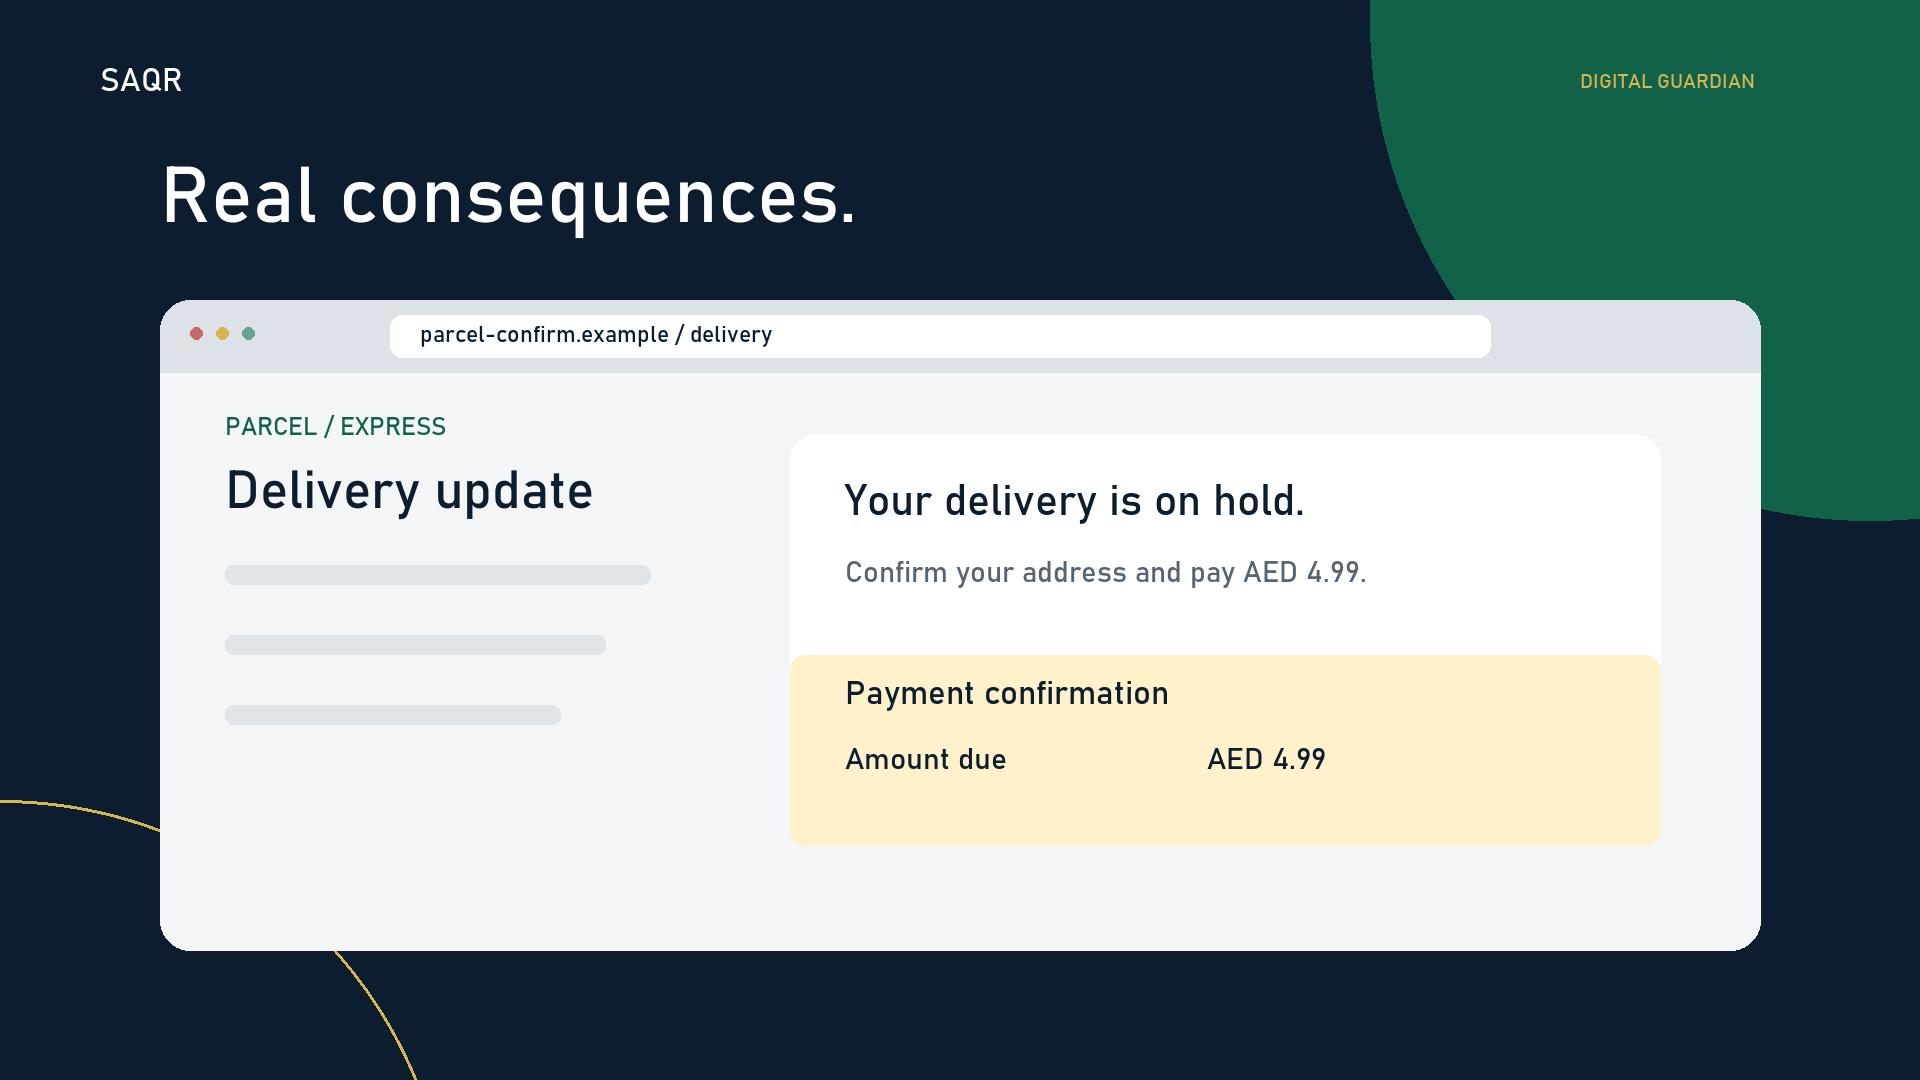 SAQR
DIGITAL GUARDIAN
Real consequences.
parcel-confirm.example / delivery
PARCEL / EXPRESS
Delivery update
Your delivery is on hold.
Confirm your address and pay AED 4.99.
Payment confirmation
Amount due AED 4.99